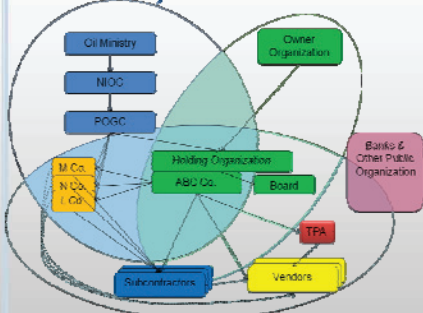 Oil Ministry
Owner
Organization
NIOC
POGC
Banks &
Other Public
Organization
Holding Organization
M Co.
ABC Co.
Board
N Co.
L Co.
TPA
Subcontractors
Vendors